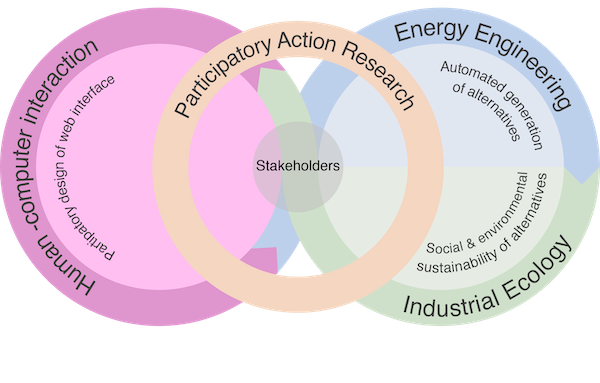 Human-computer interaction
Partipatory design of web interface
Participatory Action Research
Stakeholders
Energy Engineering
Automated generation
of alternatives
Social & environmental
sustainability of alternatives
Industrial Ecology